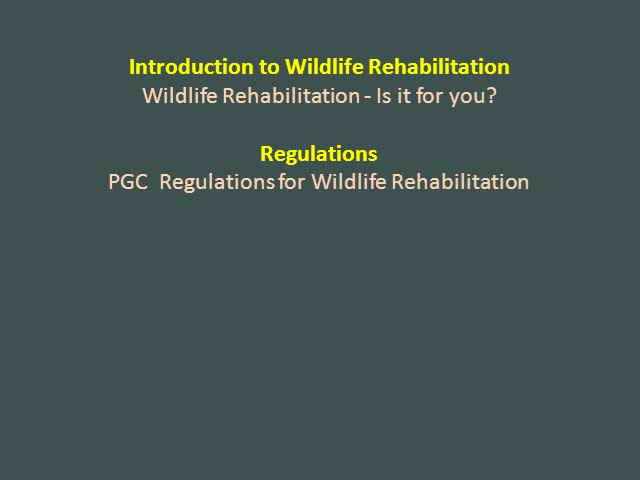 Introduction to Wildlife Rehabilitation
Wildlife Rehabilitation - Is it for you?
Regulations
PGC  Regulations for Wildlife Rehabilitation